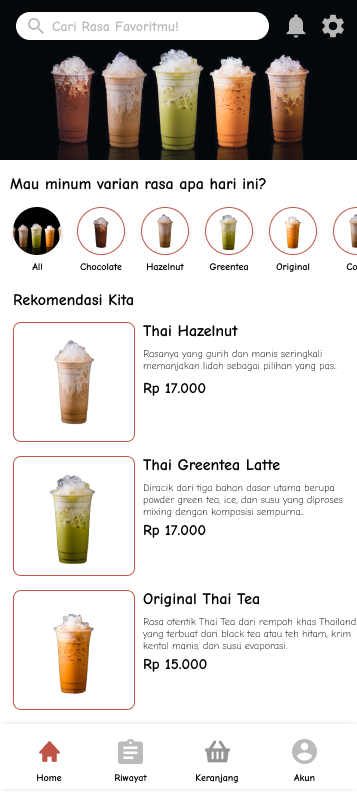 Cari Rasa Favoritmu!
Mau minum varian rasa apa hari ini?
All
Chocolate
Hazelnut
Greentea
Original
Co
Rekomendasi Kita
Thai Hazelnut
Rasanya yang gurih dan manis seringkali
memanjakan lidah sebagai pilihan yang pas..
Rp 17.000
Thai Greentea Latte
Diracik dari tiga bahan dasar utama berupa
powder green tea, ice, dan susu yang diproses
mixing dengan komposisi sempurna..
Rp 17.000
Original Thai Tea
Rasa otentik Thai Tea dari rempah khas Thailand
yang terbuat dari black tea atau teh hitam, krim
kental manis, dan susu evaporasi.
Rp 15.000
Home
Riwayat
Keranjang
Akun